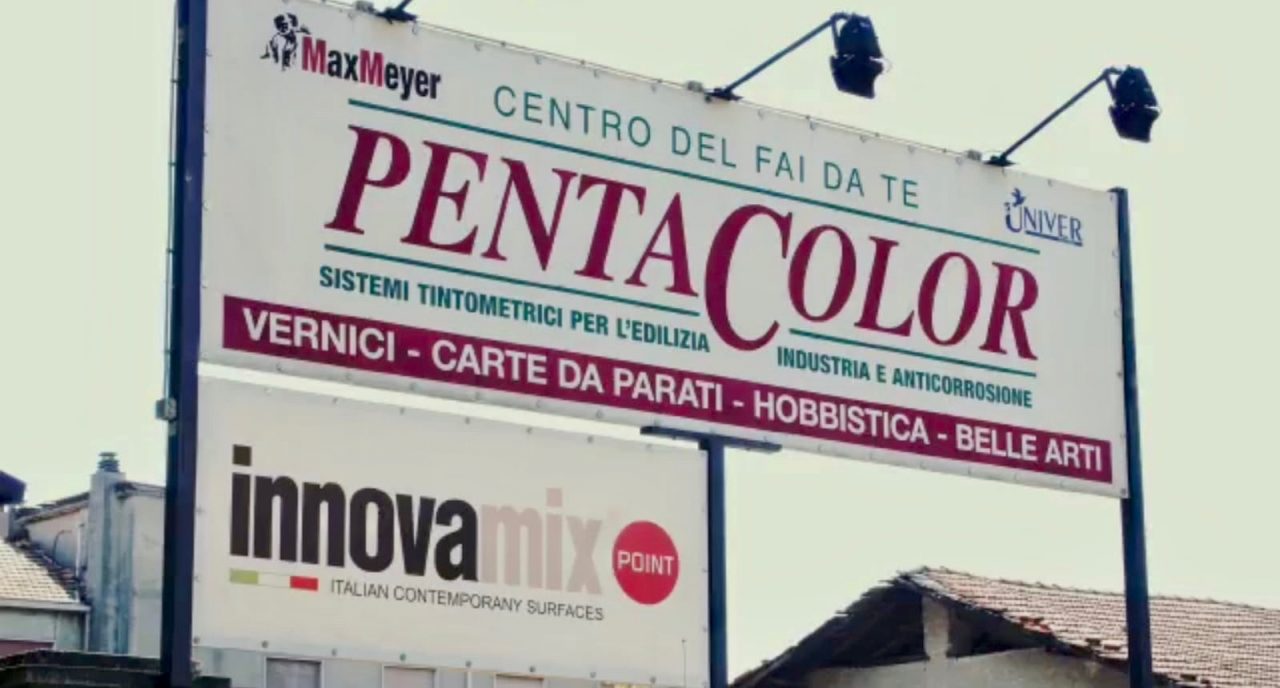 MaxMeyer
CENTRO DEL FAI DA TE
UNIVER
PENTACOLOR
SISTEMI TINTOMETRICI PER L'EDILIZIA
INDUSTRIA E ANTICORROSIONE
VERNICI - CARTE DA PARATI - HOBBISTICA - BELLE ARTI
innovamix
POINT
ITALIAN CONTEMPORANY SURFACES